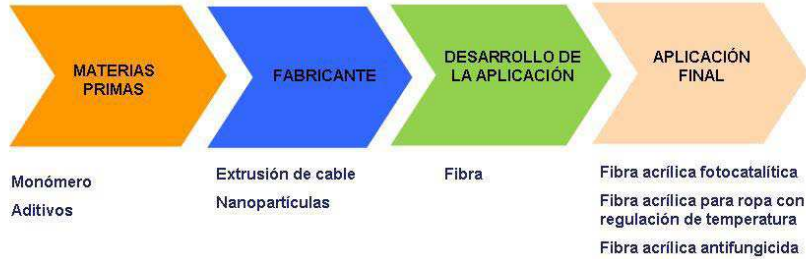 MATERIAS
PRIMAS
FABRICANTE
DESARROLLO DE
LA APLICACIÓN
APLICACIÓN
FINAL
Monómero
Aditivos
Extrusión de cable
Nanopartículas
Fibra
Fibra acrílica fotocatalítica
Fibra acrílica para ropa con
regulación de temperatura
Fibra acrílica antifungicida